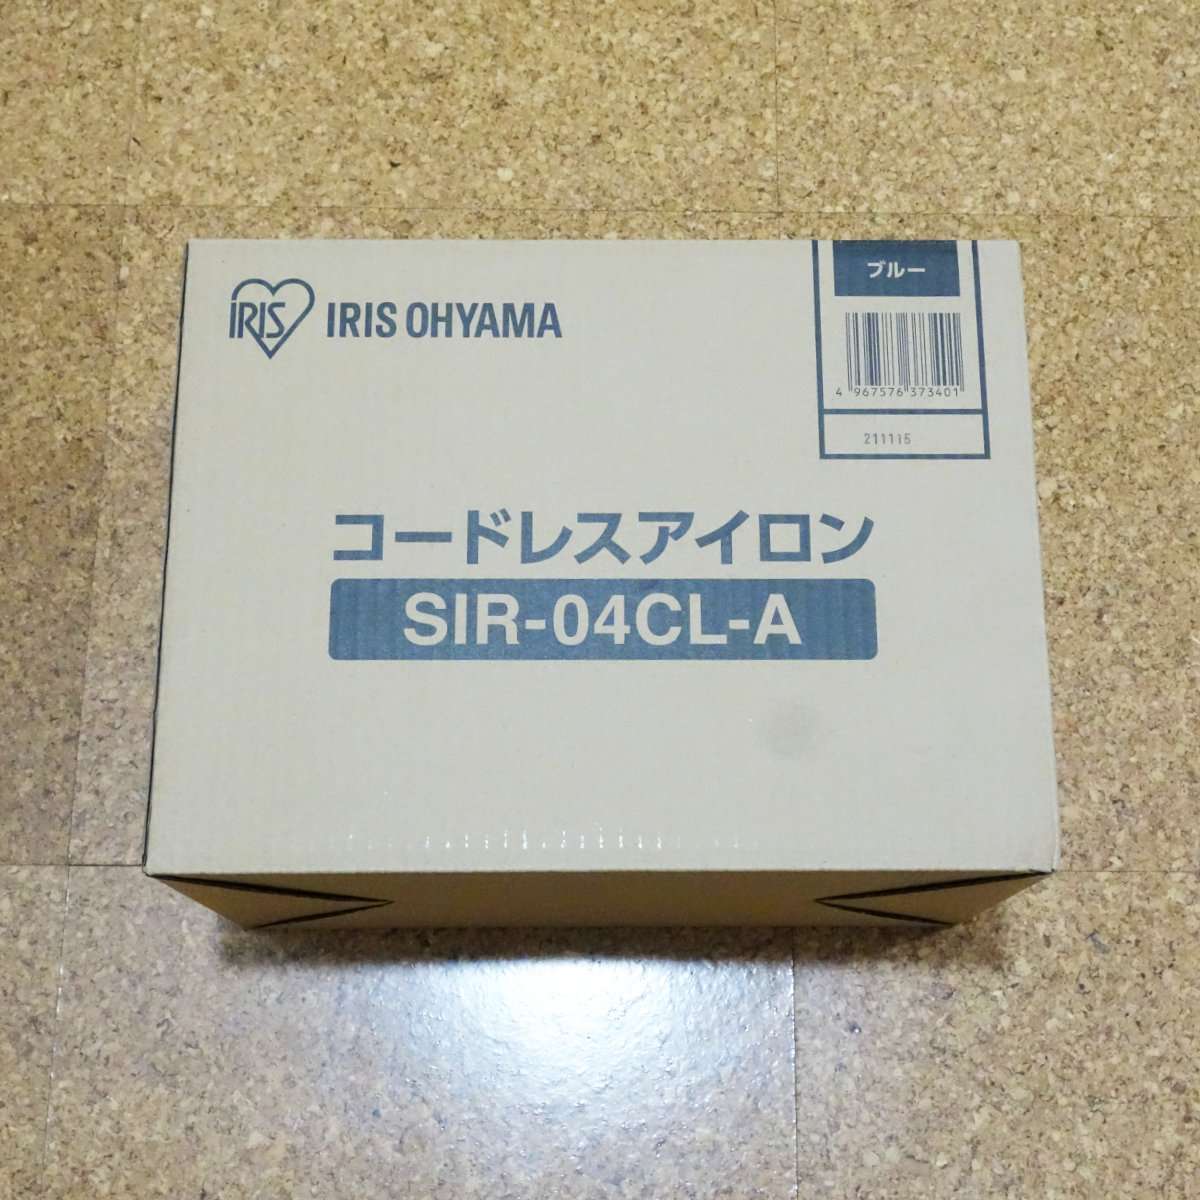 IRIS
IRIS OHYAMA
ブルー
4 967576 373401
211115
コードレスアイロン
SIR-04CL-A